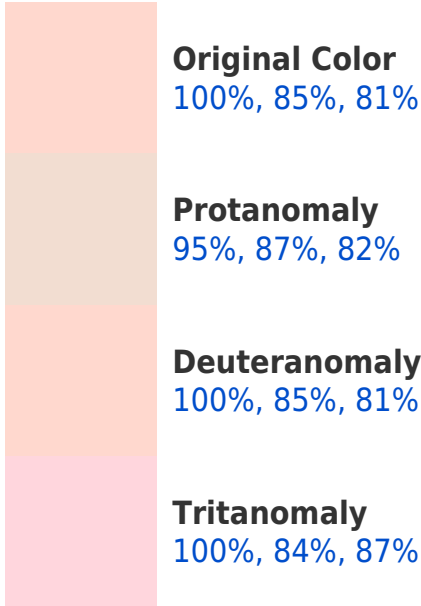 Original Color
100%, 85%, 81%
Protanomaly
95%, 87%, 82%
Deuteranomaly
100%, 85%, 81%
Tritanomaly
100%, 84%, 87%